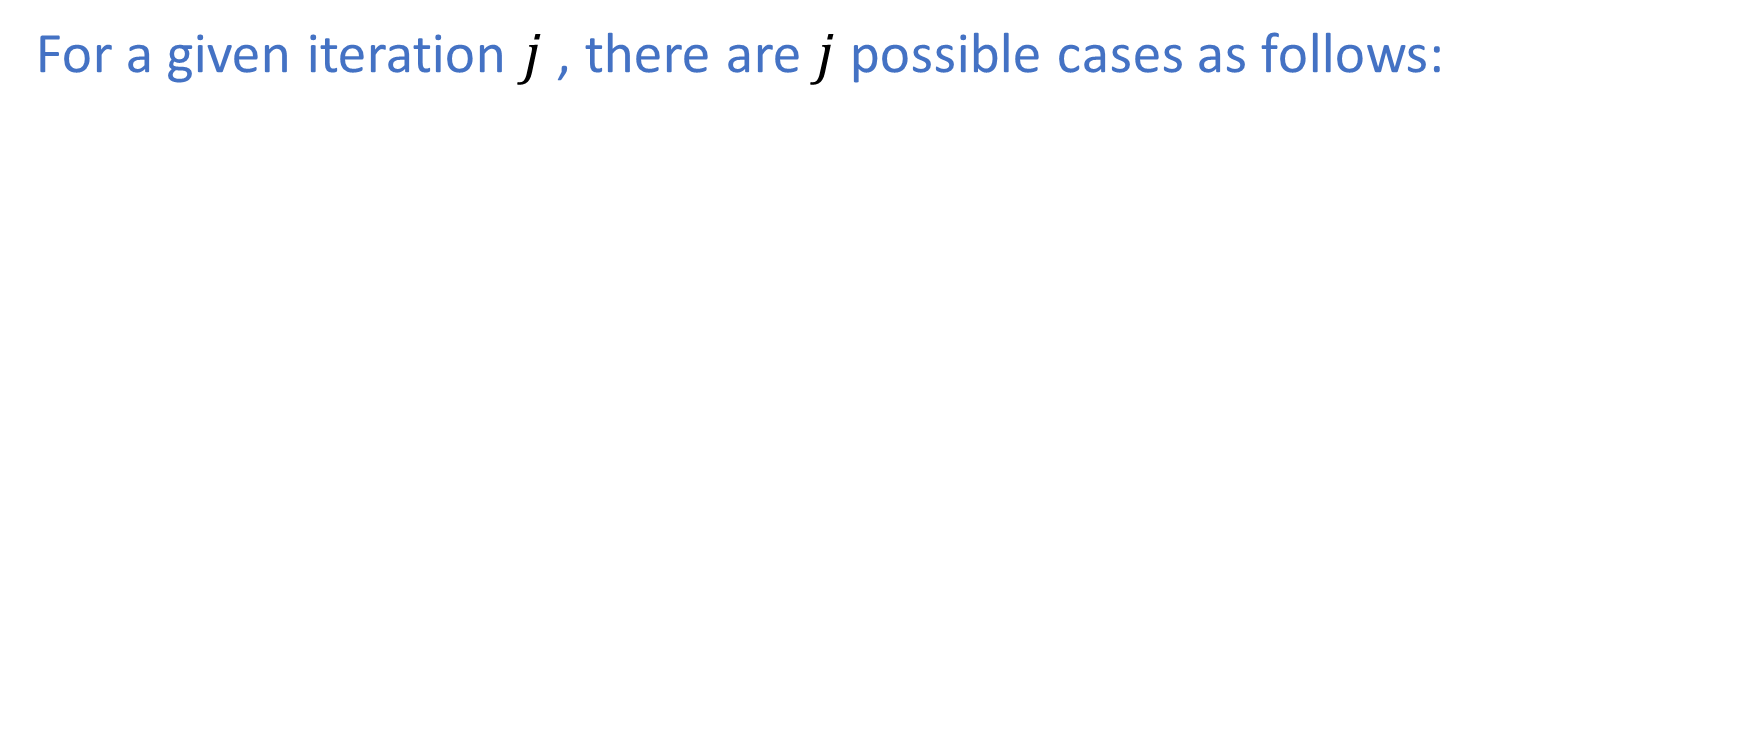 For a given iteration j , there are j possible cases as follows: